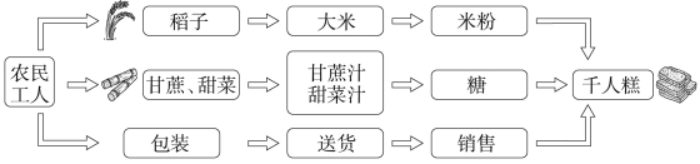 稻子 大米 米粉
农民
工人
甘蔗、甜菜
甘蔗汁
甜菜汁
糖 千人糕
包装 送货 销售